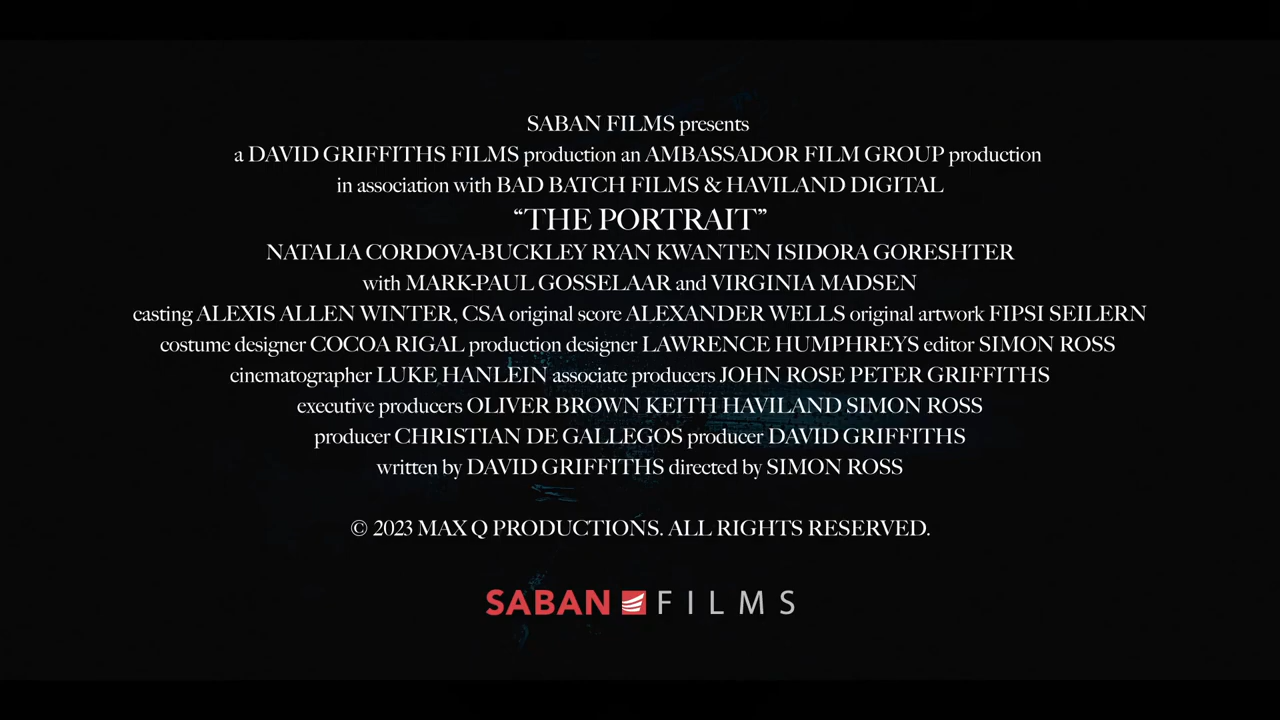 SABAN FILMS presents
a DAVID GRIFFITHS FILMS production an AMBASSADOR FILM GROUP production
in association with BAD BATCH FILMS & HAVILAND DIGITAL
“THE PORTRAIT”
NATALIA CORDOVA-BUCKLEY RYAN KWANTEN ISIDORA GORESHTER
with MARK-PAUL GOSSELAAR and VIRGINIA MADSEN
casting ALEXIS ALLEN WINTER, CSA original score ALEXANDER WELLS original artwork FIPSI SEILERN
costume designer COCOA RIGAL production designer LAWRENCE HUMPHREYS editor SIMON ROSS
cinematographer LUKE HANLEIN associate producers JOHN ROSE PETER GRIFFITHS
executive producers OLIVER BROWN KEITH HAVILAND SIMON ROSS
producer CHRISTIAN DE GALLEGOS producer DAVID GRIFFITHS
written by DAVID GRIFFITHS directed by SIMON ROSS
© 2023 MAX Q PRODUCTIONS. ALL RIGHTS RESERVED.
SABAN FILMS